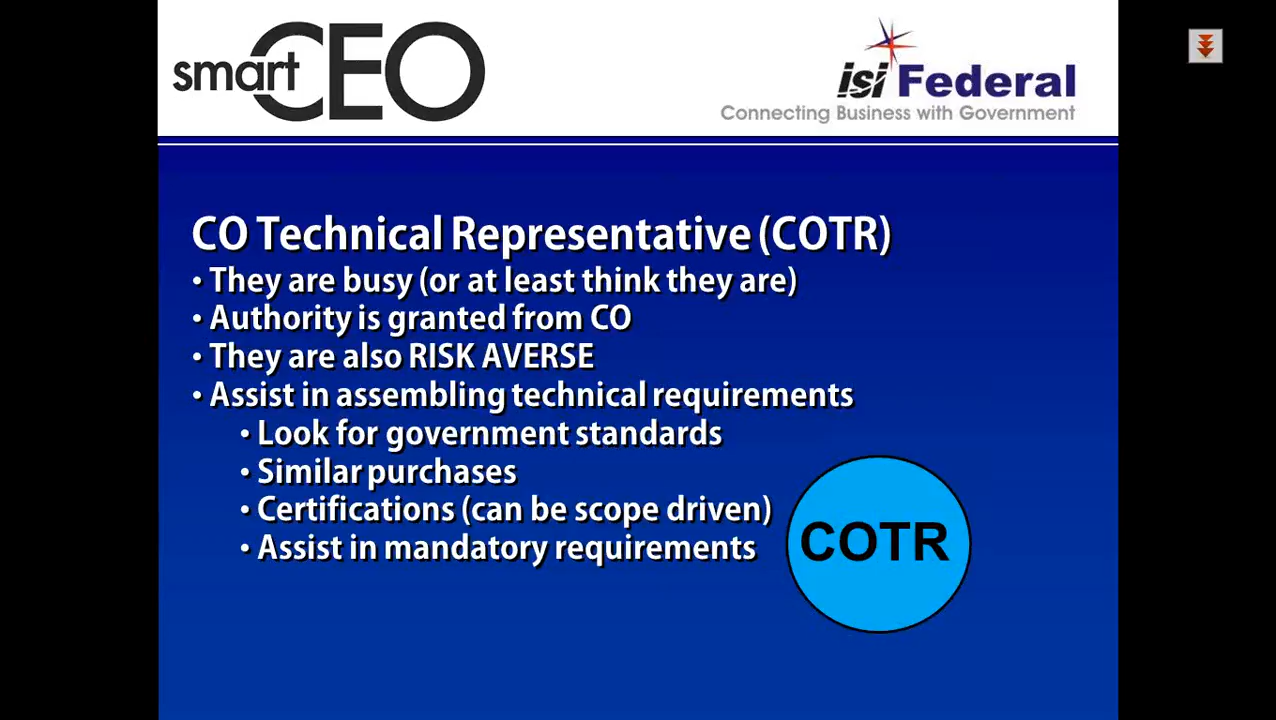 smart CEO
isi Federal
Connecting Business with Government
CO Technical Representative (COTR)
• They are busy (or at least think they are)
• Authority is granted from CO
• They are also RISK AVERSE
• Assist in assembling technical requirements
• Look for government standards
• Similar purchases
• Certifications (can be scope driven)
• Assist in mandatory requirements
COTR